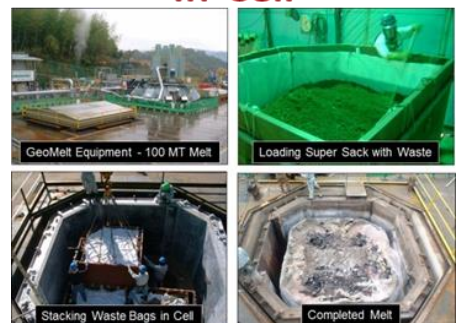 GeoMelt Equipment - 100 MT Melt
Loading Super Sack with Waste
Stacking Waste Bags in Cell
Completed Melt